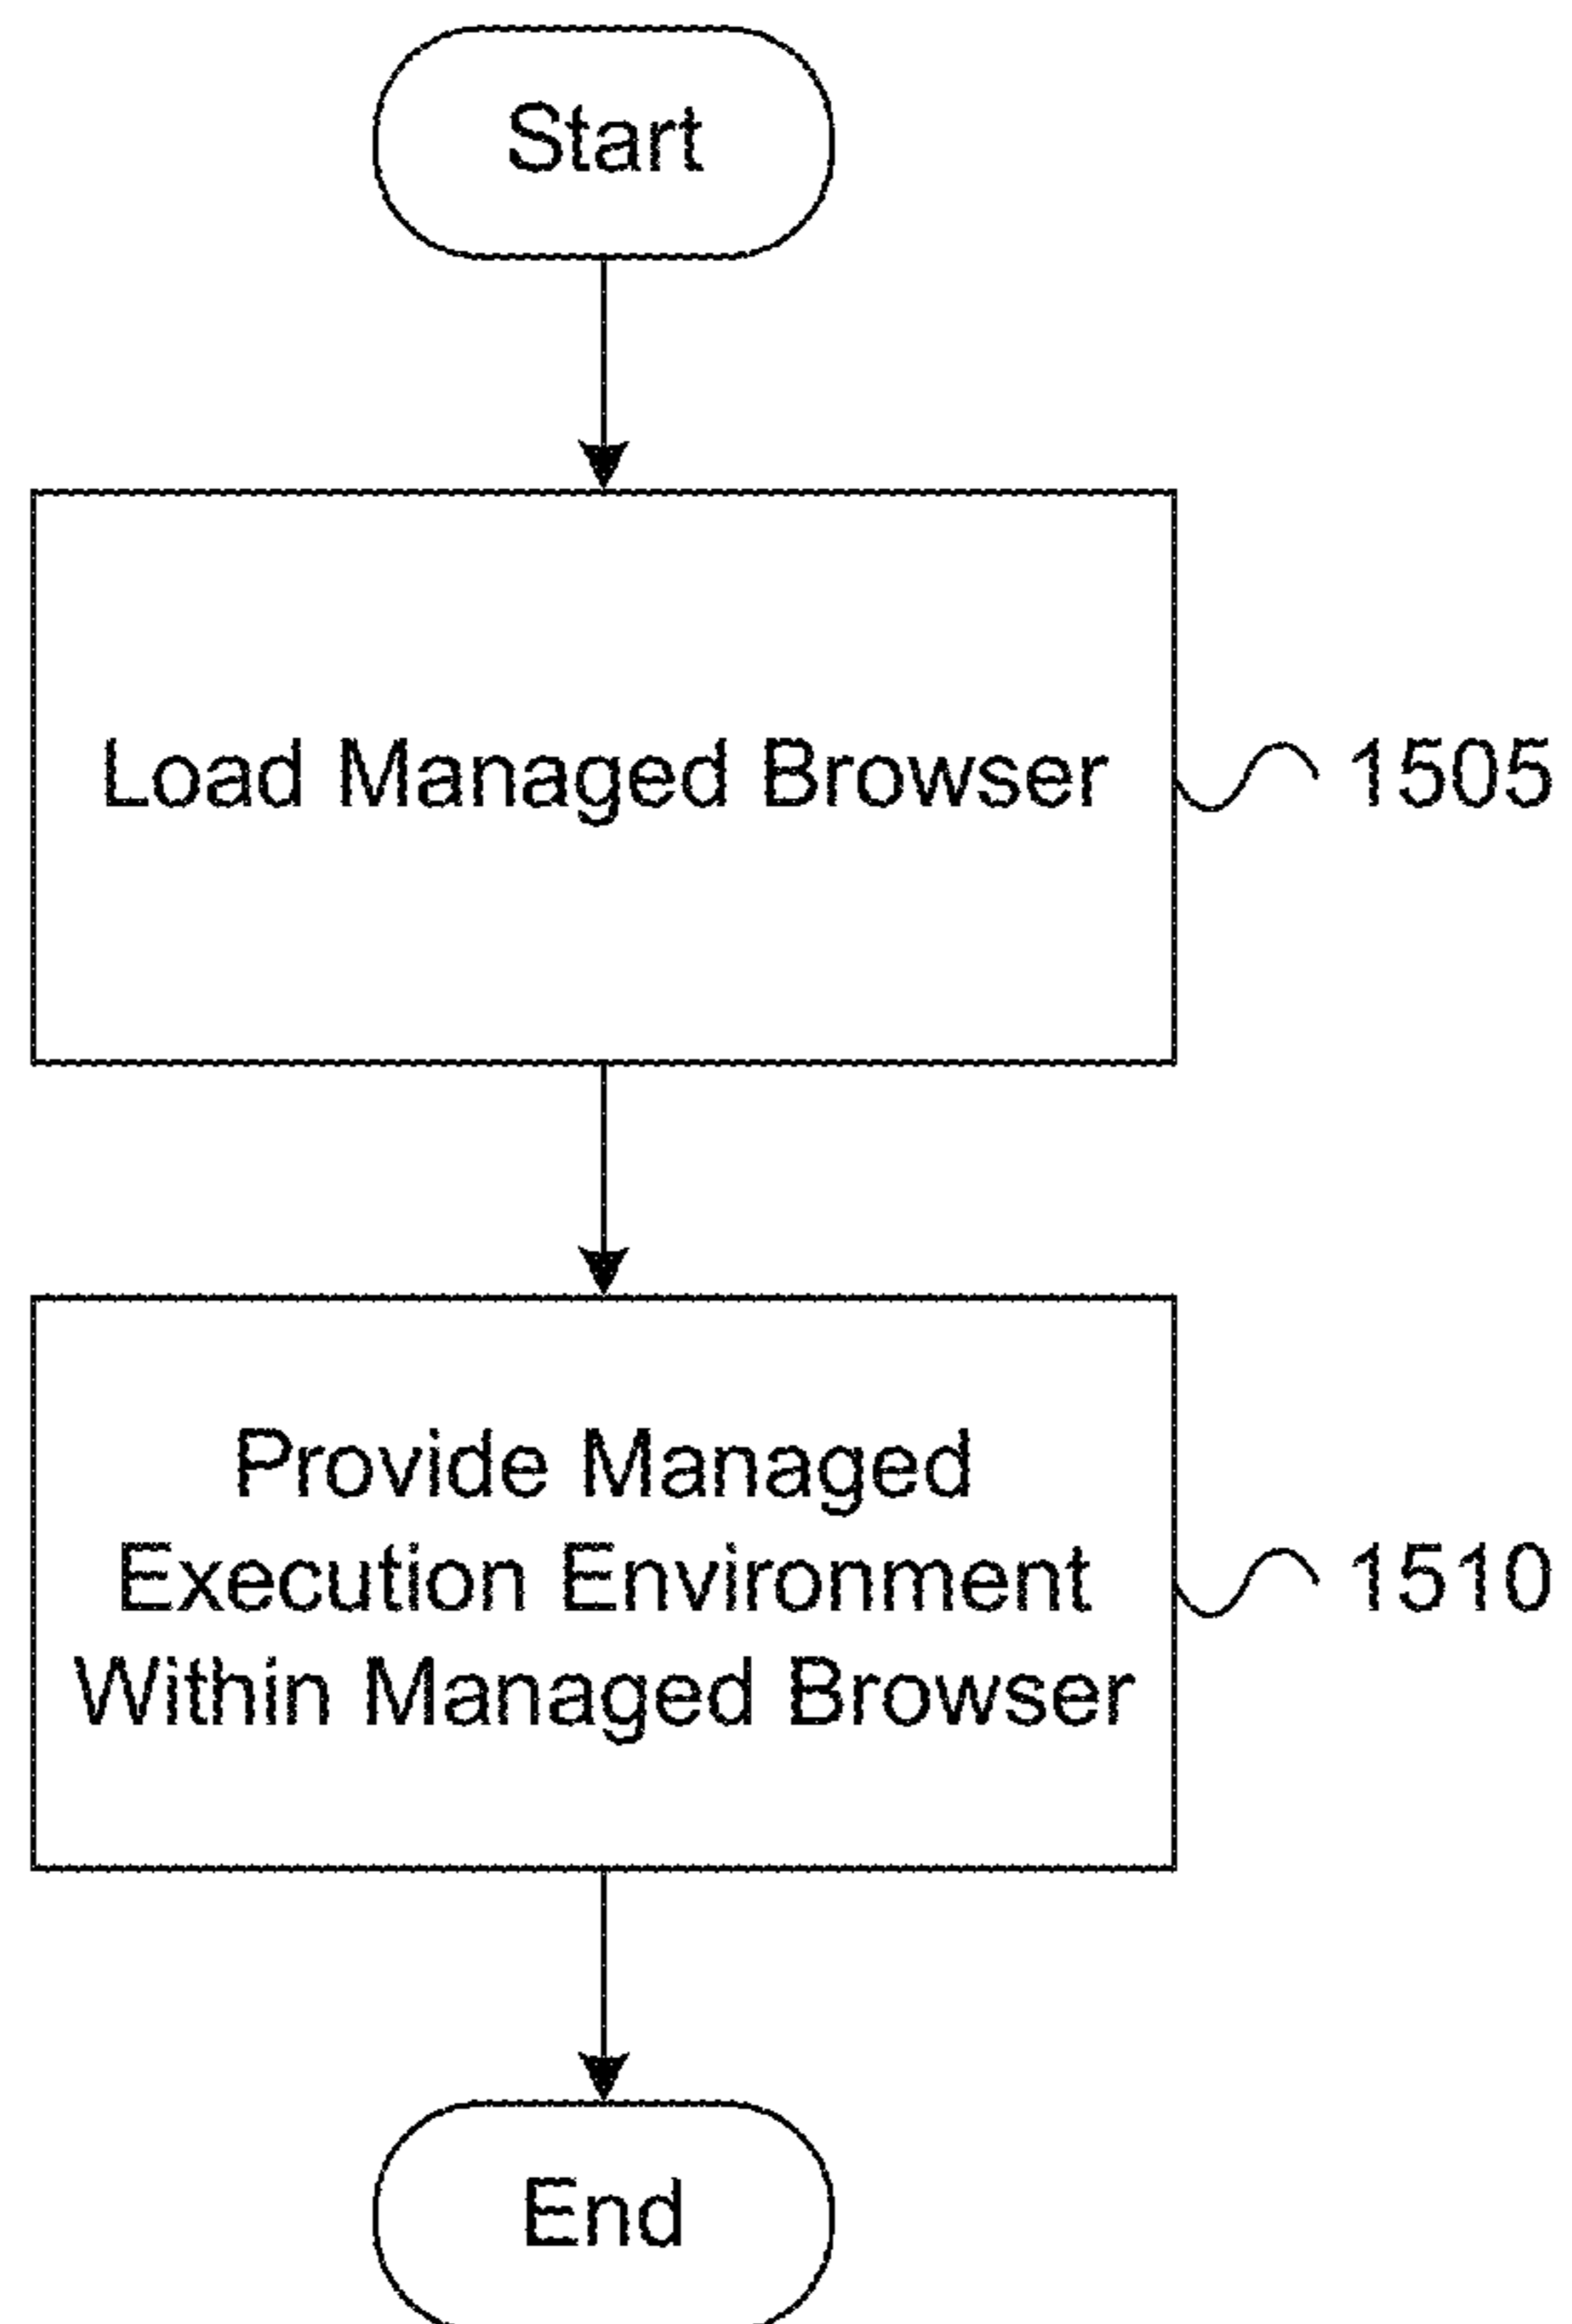 Start
Load Managed Browser
1505
Provide Managed
Execution Environment
Within Managed Browser
1510
End